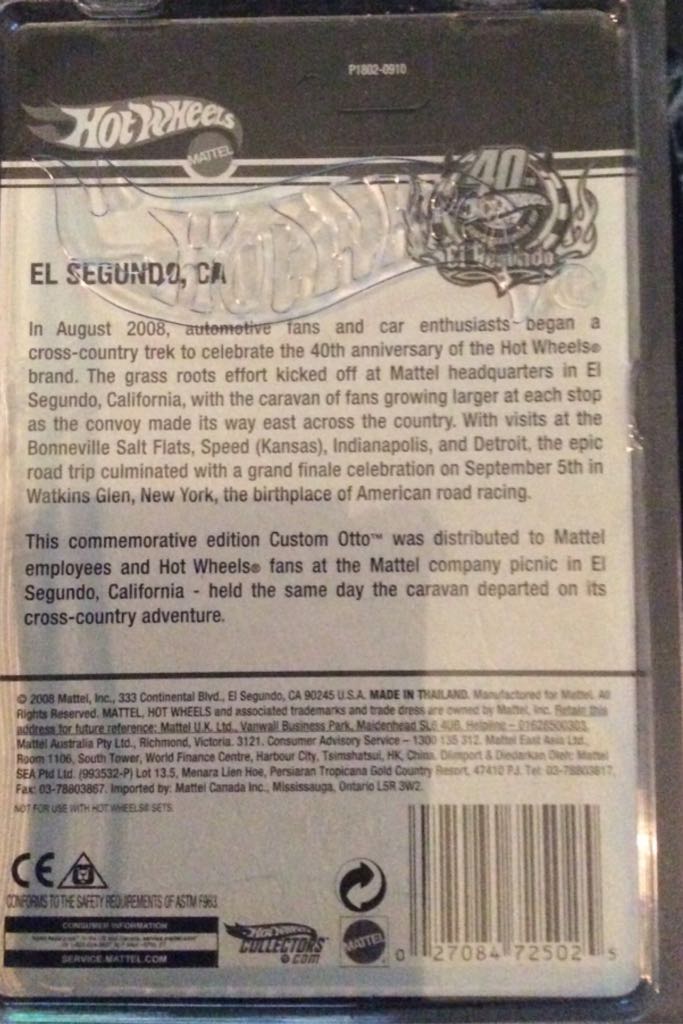 P1802-0910
Hot Wheels
MATTEL
40th
El Segundo
EL SEGUNDO, CA
In August 2008, automotive fans and car enthusiasts began a
cross-country trek to celebrate the 40th anniversary of the Hot Wheels®
brand. The grass roots effort kicked off at Mattel headquarters in El
Segundo, California, with the caravan of fans growing larger at each stop
as the convoy made its way east across the country. With visits at the
Bonneville Salt Flats, Speed (Kansas), Indianapolis, and Detroit, the epic
road trip culminated with a grand finale celebration on September 5th in
Watkins Glen, New York, the birthplace of American road racing.
This commemorative edition Custom Otto™ was distributed to Mattel
employees and Hot Wheels® fans at the Mattel company picnic in El
Segundo, California - held the same day the caravan departed on its
cross-country adventure.
© 2008 Mattel, Inc., 333 Continental Blvd., El Segundo, CA 90245 U.S.A. MADE IN THAILAND. Manufactured for Mattel. All
Rights Reserved. MATTEL, HOT WHEELS and associated trademarks and trade dress are owned by Mattel, Inc. Retain this
address for future reference: Mattel U.K. Ltd., Vanwall Business Park, Maidenhead SL6 4UB. Helpline - 01628500303.
Mattel Australia Pty Ltd., Richmond, Victoria. 3121. Consumer Advisory Service - 1300 135 312. Mattel East Asia Ltd.,
Room 1106, South Tower, World Finance Centre, Harbour City, Tsimshatsui, HK, China. Diimport & Diedarkan Oleh: Mattel
SEA Ptd Ltd. (993532-P) Lot 13.5, Menara Lien Hoe, Persiaran Tropicana Gold Country Resort, 47410 PJ. Tel: 03-78803817,
Fax: 03-78803867. Imported by: Mattel Canada Inc., Mississauga, Ontario L5R 3W2.
NOT FOR USE WITH HOT WHEELS® SETS.
CE
CONFORMS TO THE SAFETY REQUIREMENTS OF ASTM F963.
CONSUMER INFORMATION
SERVICE.MATTEL.COM
Hot Wheels
COLLECTORS
.com
MATTEL
0 27084 72502 5